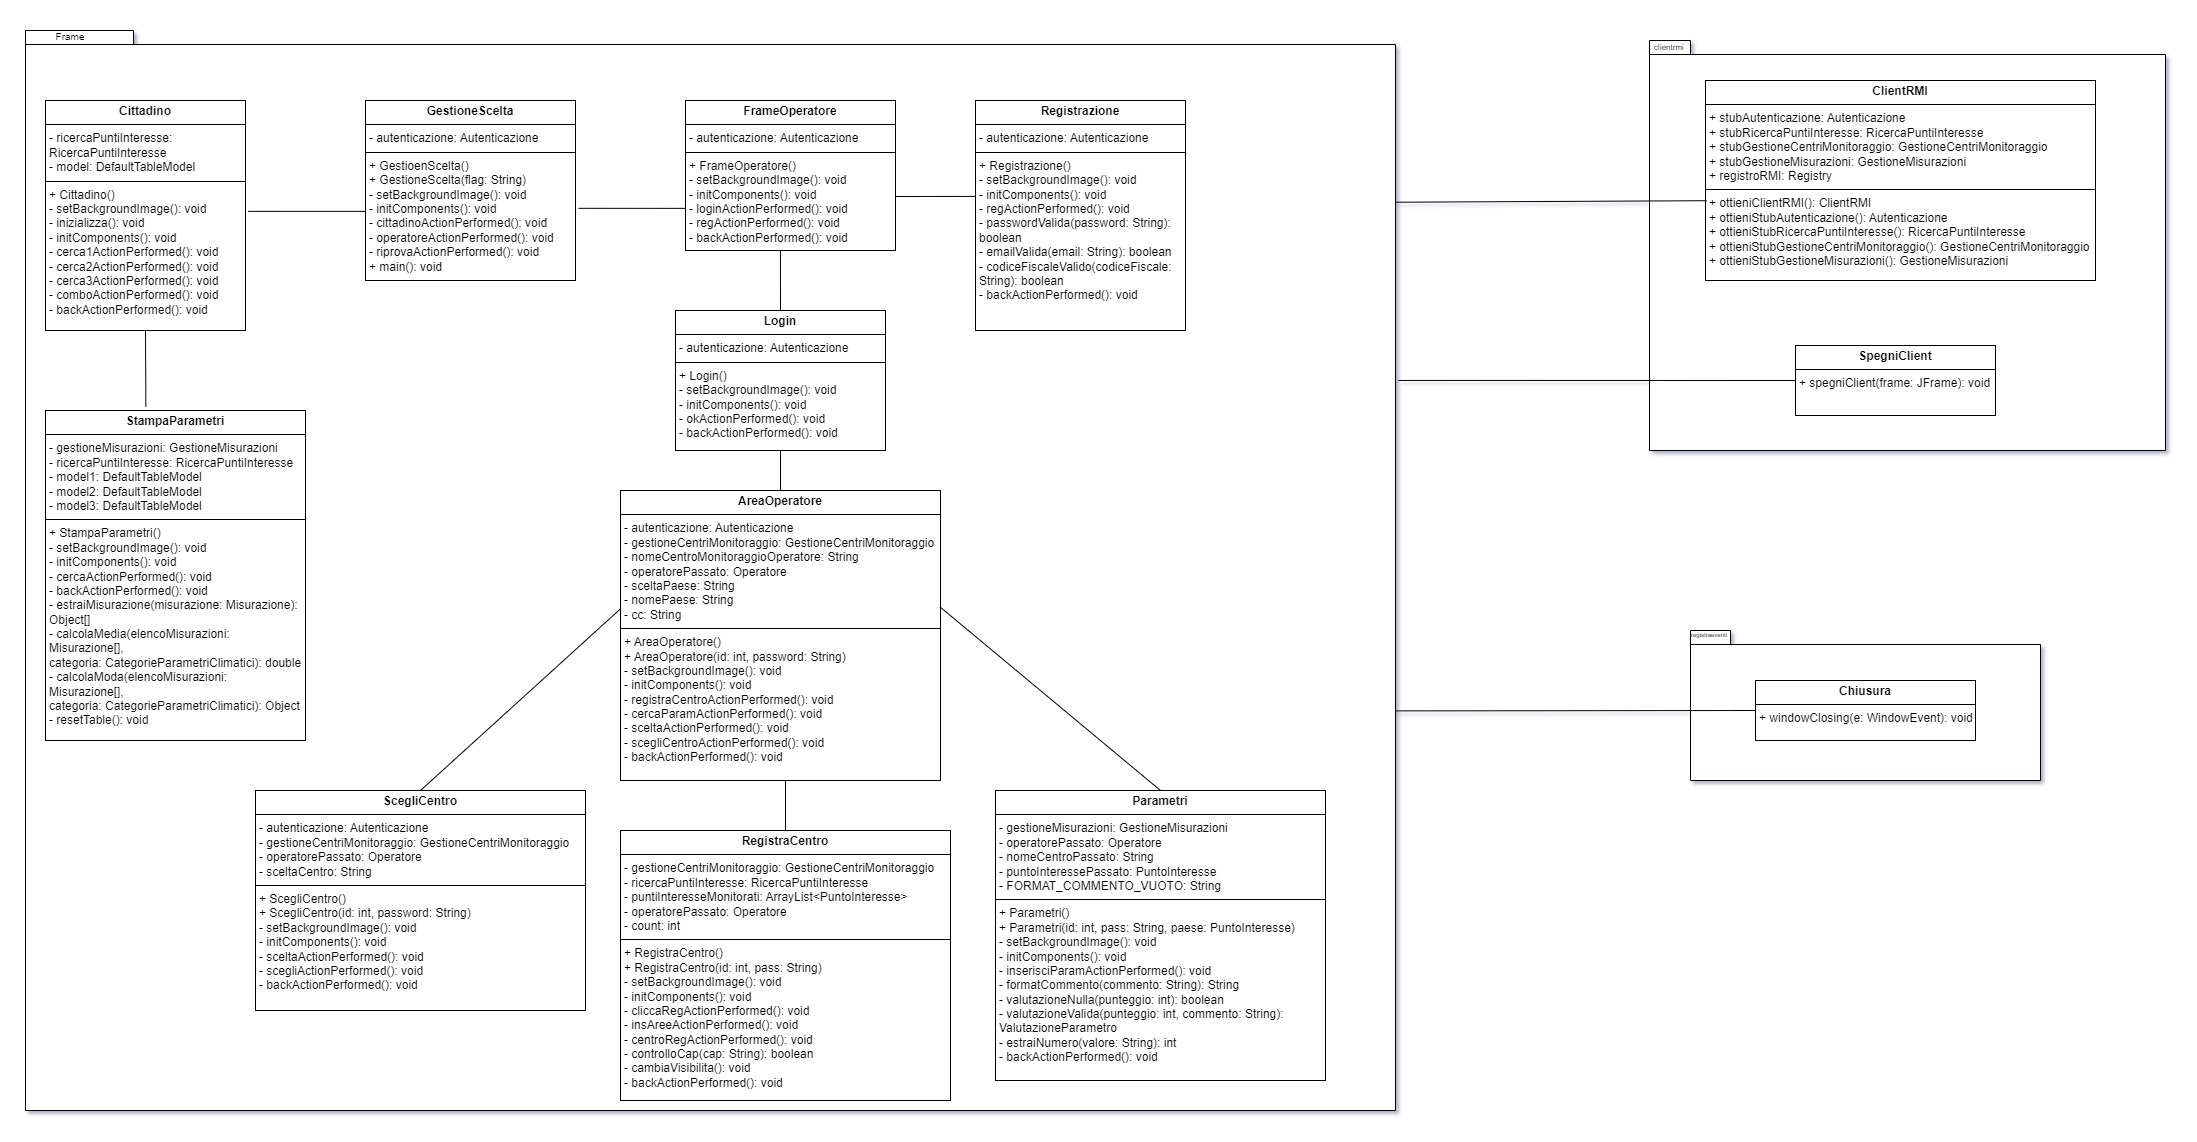 Frame
Cittadino
- ricercaPuntiInteresse:
RicercaPuntiInteresse
- model: DefaultTableModel
+ Cittadino()
- setBackgroundImage(): void
- inizializza(): void
- initComponents(): void
- cerca1ActionPerformed(): void
- cerca2ActionPerformed(): void
- cerca3ActionPerformed(): void
- comboActionPerformed(): void
- backActionPerformed(): void
GestioneScelta
- autenticazione: Autenticazione
+ GestioenScelta()
+ GestioneScelta(flag: String)
- setBackgroundImage(): void
- initComponents(): void
- cittadinoActionPerformed(): void
- operatoreActionPerformed(): void
- riprovaActionPerformed(): void
+ main(): void
FrameOperatore
- autenticazione: Autenticazione
+ FrameOperatore()
- setBackgroundImage(): void
- initComponents(): void
- loginActionPerformed(): void
- regActionPerformed(): void
- backActionPerformed(): void
Registrazione
- autenticazione: Autenticazione
+ Registrazione()
- setBackgroundImage(): void
- initComponents(): void
- regActionPerformed(): void
- passwordValida(password: String):
boolean
- emailValida(email: String): boolean
- codiceFiscaleValido(codiceFiscale:
String): boolean
- backActionPerformed(): void
Login
- autenticazione: Autenticazione
+ Login()
- setBackgroundImage(): void
- initComponents(): void
- okActionPerformed(): void
- backActionPerformed(): void
StampaParametri
- gestioneMisurazioni: GestioneMisurazioni
- ricercaPuntiInteresse: RicercaPuntiInteresse
- model1: DefaultTableModel
- model2: DefaultTableModel
- model3: DefaultTableModel
+ StampaParametri()
- setBackgroundImage(): void
- initComponents(): void
- cercaActionPerformed(): void
- backActionPerformed(): void
- estraiMisurazione(misurazione: Misurazione):
Object[]
- calcolaMedia(elencoMisurazioni:
Misurazione[],
categoria: CategorieParametriClimatici): double
- calcolaModa(elencoMisurazioni:
Misurazione[],
categoria: CategorieParametriClimatici): Object
- resetTable(): void
AreaOperatore
- autenticazione: Autenticazione
- gestioneCentriMonitoraggio: GestioneCentriMonitoraggio
- nomeCentroMonitoraggioOperatore: String
- operatorePassato: Operatore
- sceltaPaese: String
- nomePaese: String
- cc: String
+ AreaOperatore()
+ AreaOperatore(id: int, password: String)
- setBackgroundImage(): void
- initComponents(): void
- registraCentroActionPerformed(): void
- cercaParamActionPerformed(): void
- sceltaActionPerformed(): void
- scegliCentroActionPerformed(): void
- backActionPerformed(): void
ScegliCentro
- autenticazione: Autenticazione
- gestioneCentriMonitoraggio: GestioneCentriMonitoraggio
- operatorePassato: Operatore
- sceltaCentro: String
+ ScegliCentro()
+ ScegliCentro(id: int, password: String)
- setBackgroundImage(): void
- initComponents(): void
- sceltaActionPerformed(): void
- scegliActionPerformed(): void
- backActionPerformed(): void
RegistraCentro
- gestioneCentriMonitoraggio: GestioneCentriMonitoraggio
- ricercaPuntiInteresse: RicercaPuntiInteresse
- puntiInteresseMonitorati: ArrayList<PuntoInteresse>
- operatorePassato: Operatore
- count: int
+ RegistraCentro()
+ RegistraCentro(id: int, pass: String)
- setBackgroundImage(): void
- initComponents(): void
- cliccaRegActionPerformed(): void
- insAreeActionPerformed(): void
- centroRegActionPerformed(): void
- controlloCap(cap: String): boolean
- cambiaVisibilita(): void
- backActionPerformed(): void
Parametri
- gestioneMisurazioni: GestioneMisurazioni
- operatorePassato: Operatore
- nomeCentroPassato: String
- puntoInteressePassato: PuntoInteresse
- FORMAT_COMMENTO_VUOTO: String
+ Parametri()
+ Parametri(id: int, pass: String, paese: PuntoInteresse)
- setBackgroundImage(): void
- initComponents(): void
- inserisciParamActionPerformed(): void
- formatCommento(commento: String): String
- valutazioneNulla(punteggio: int): boolean
- valutazioneValida(punteggio: int, commento: String):
ValutazioneParametro
- estraiNumero(valore: String): int
- backActionPerformed(): void
clientrmi
ClientRMI
+ stubAutenticazione: Autenticazione
+ stubRicercaPuntiInteresse: RicercaPuntiInteresse
+ stubGestioneCentriMonitoraggio: GestioneCentriMonitoraggio
+ stubGestioneMisurazioni: GestioneMisurazioni
+ registroRMI: Registry
+ ottieniClientRMI(): ClientRMI
+ ottieniStubAutenticazione(): Autenticazione
+ ottieniStubRicercaPuntiInteresse(): RicercaPuntiInteresse
+ ottieniStubGestioneCentriMonitoraggio(): GestioneCentriMonitoraggio
+ ottieniStubGestioneMisurazioni(): GestioneMisurazioni
SpegniClient
+ spegniClient(frame: JFrame): void
Chiusura
+ windowClosing(e: WindowEvent): void